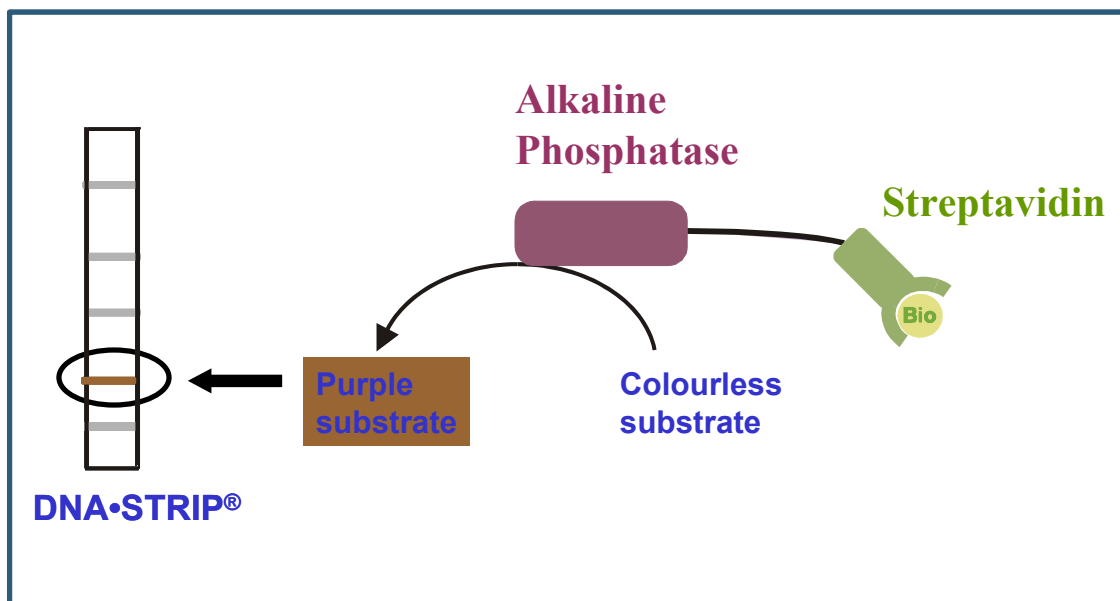 Alkaline
Phosphatase
Streptavidin
Bio
Purple
substrate
Colourless
substrate
DNA•STRIP®